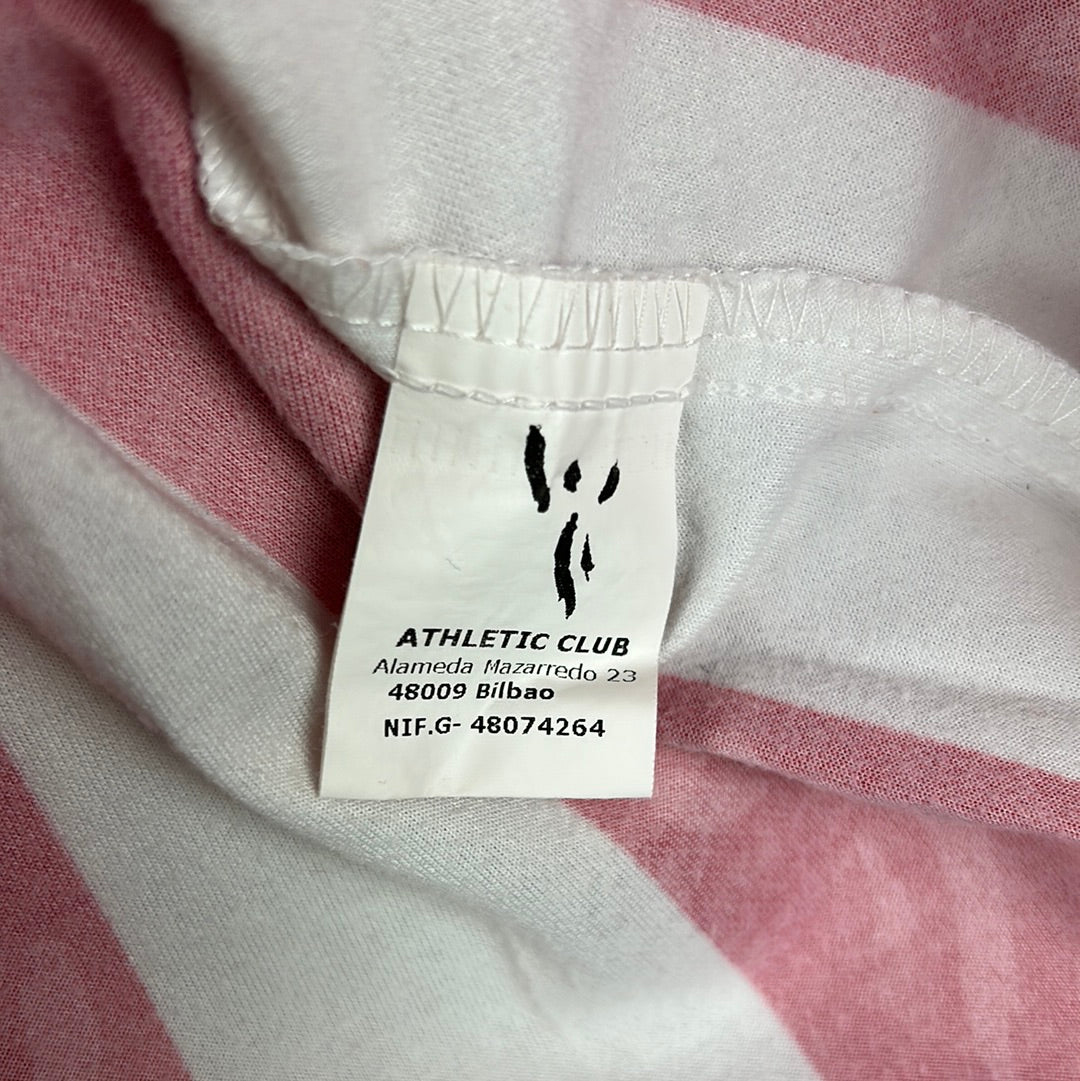 ATHLETIC CLUB
Alameda Mazarredo 23
48009 Bilbao
NIF.G- 48074264